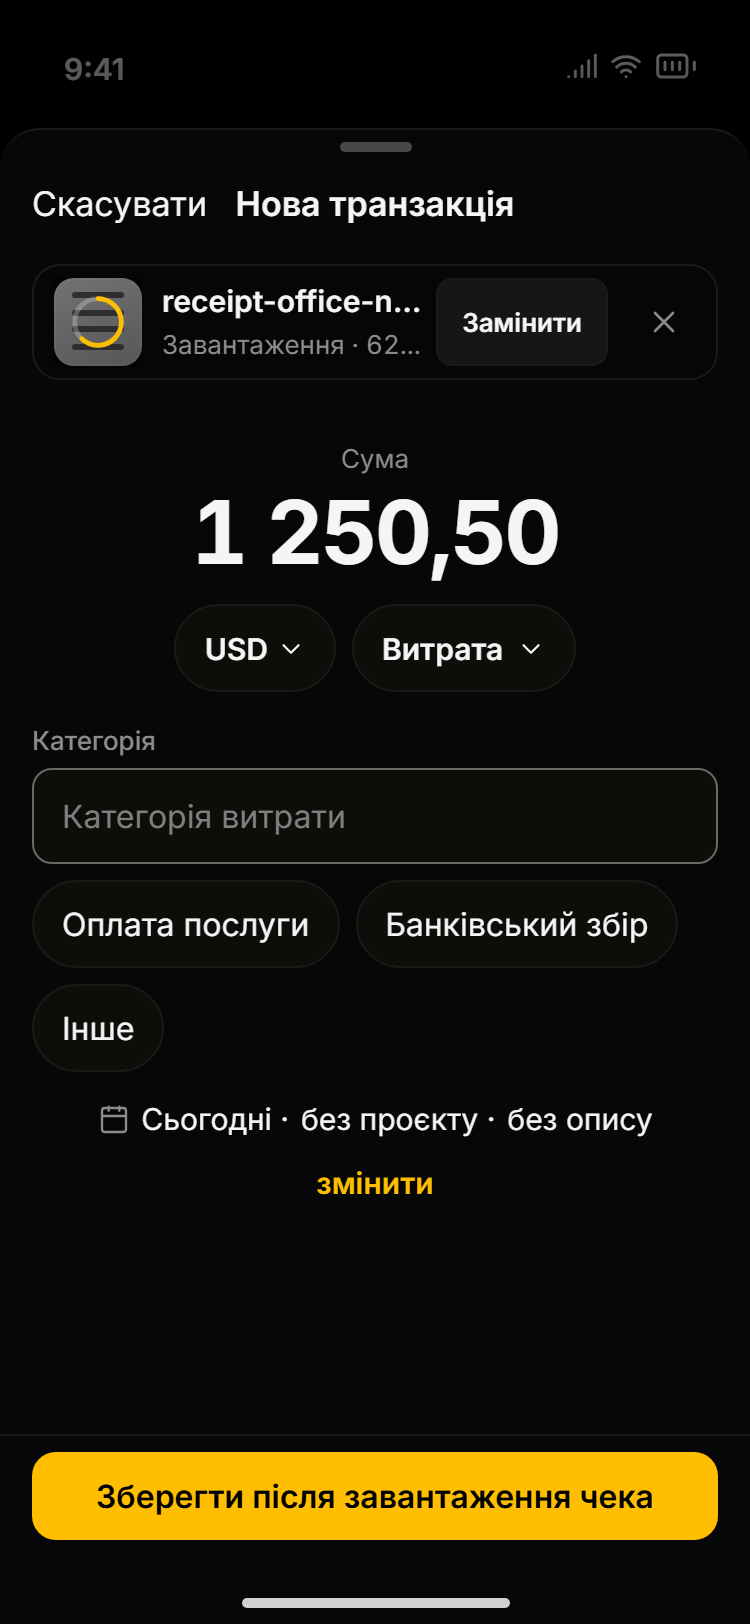 9:41
Скасувати Нова транзакція
receipt-office-n...
Завантаження · 62...
Замінити
Сума
1 250,50
USD
Витрата
Категорія
Категорія витрати
Оплата послуги
Банківський збір
Інше
Сьогодні · без проєкту · без опису
змінити
Зберегти після завантаження чека